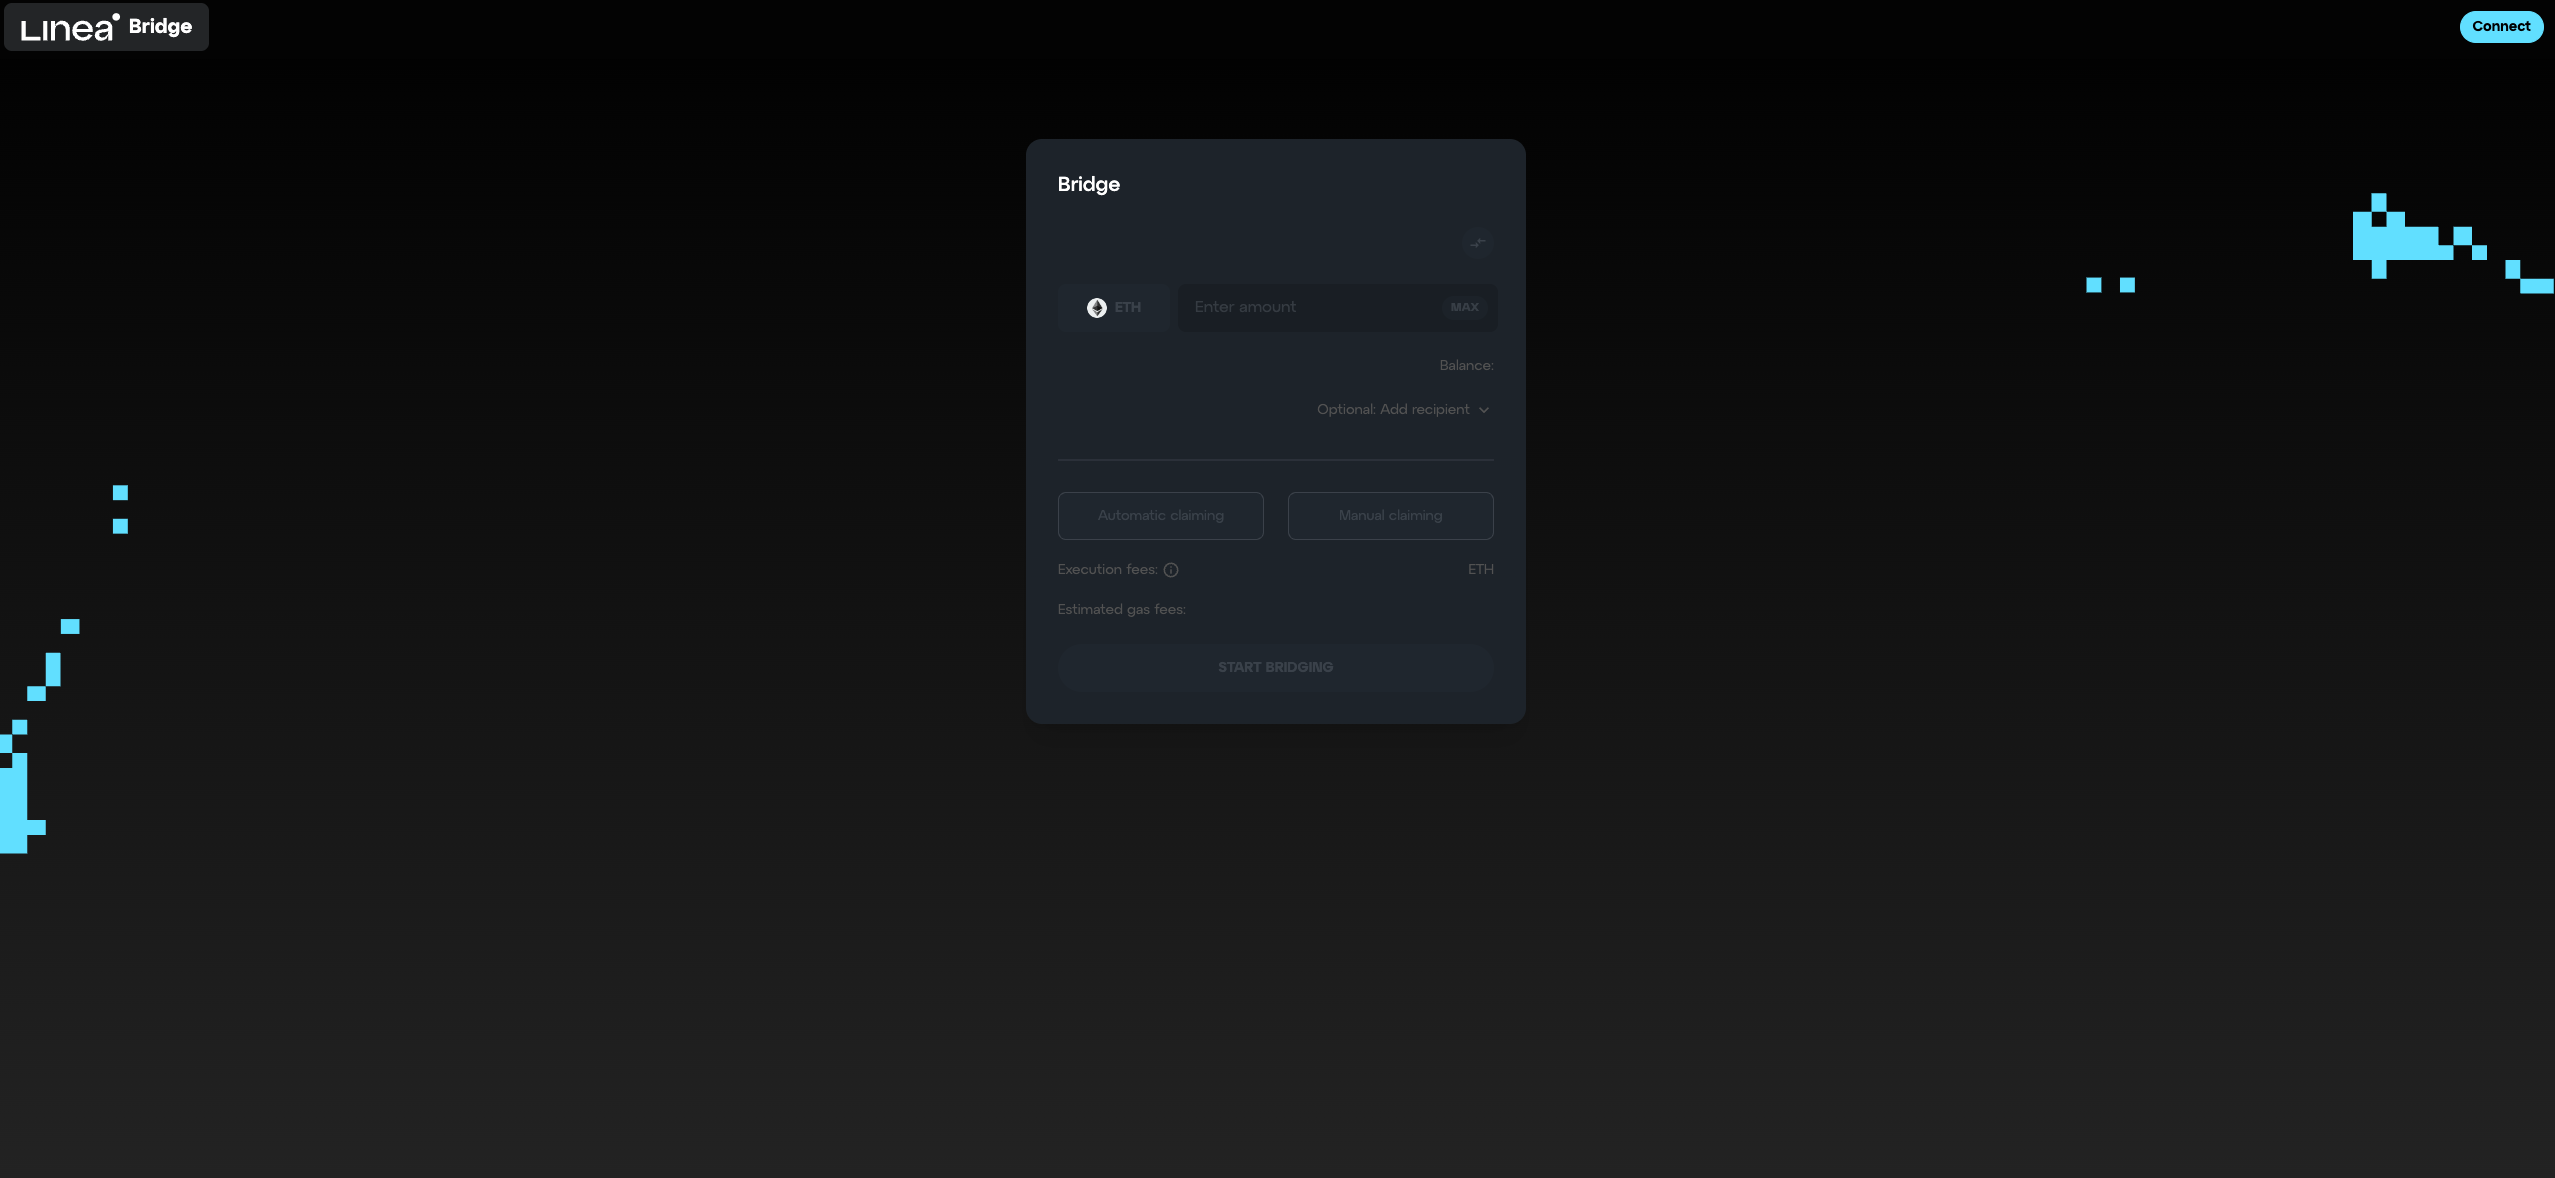 Linea Bridge
Connect
Bridge
ETH
Enter amount
MAX
Balance:
Optional: Add recipient
Automatic claiming
Manual claiming
Execution fees:
ETH
Estimated gas fees:
START BRIDGING